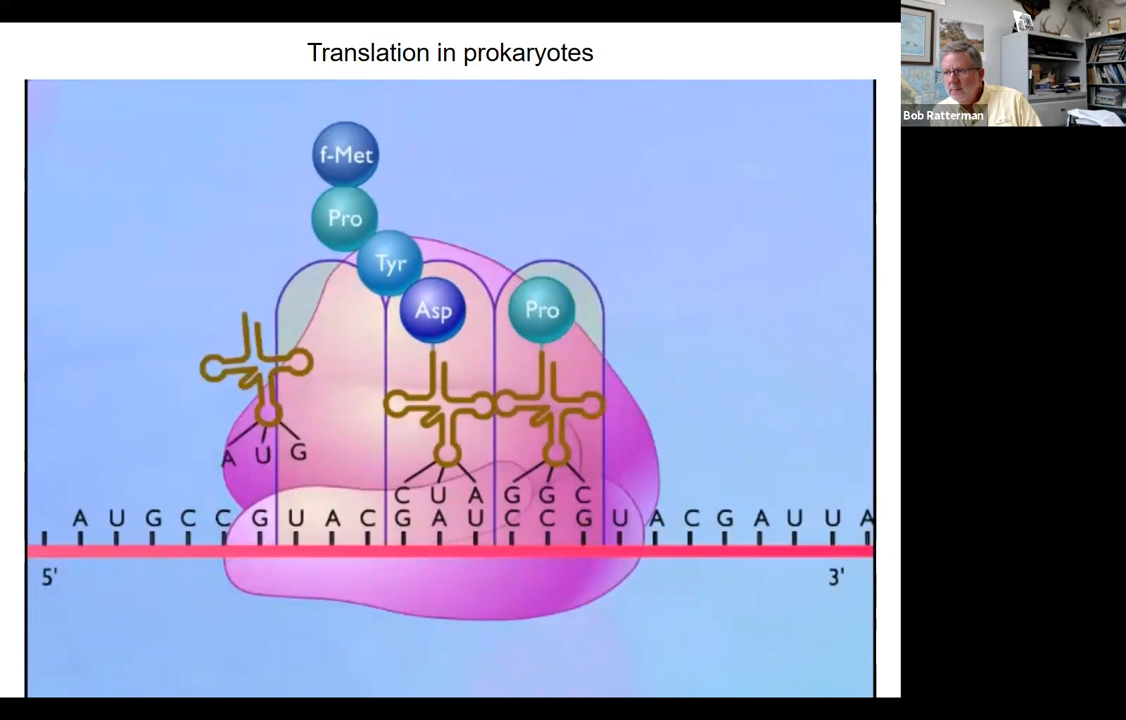 Translation in prokaryotes
Bob Ratterman
f-Met
Pro
Tyr
Asp
Pro
A U G
C U A G G C
A U G C C G U A C G A U C C G U A C G A U U A
5' 3'